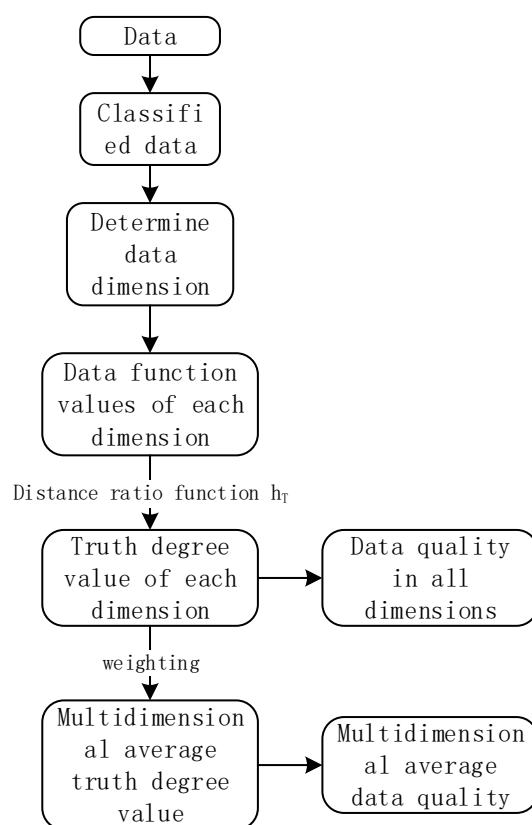 Data
Classifi
ed data
Determine
data
dimension
Data function
values of each
dimension
Distance ratio function hT
Truth degree
value of each
dimension
Data quality
in all
dimensions
weighting
Multidimension
al average
truth degree
value
Multidimension
al average
data quality